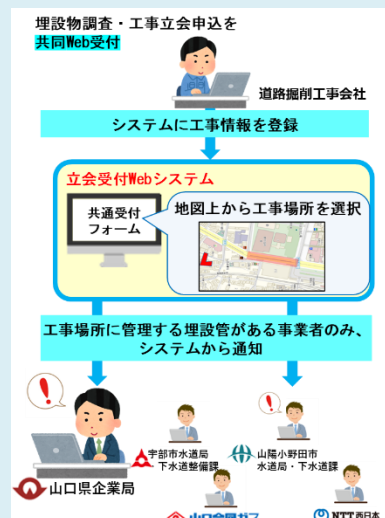 埋設物調査・工事立会申込を
共同Web受付
道路掘削工事会社
システムに工事情報を登録
立会受付Webシステム
共通受付
フォーム
地図上から工事場所を選択
工事場所に管理する埋設管がある事業者のみ、
システムから通知
宇部市水道局
下水道整備課
山陽小野田市
水道局・下水道課
山口県企業局
山口合同ガス
NTT西日本